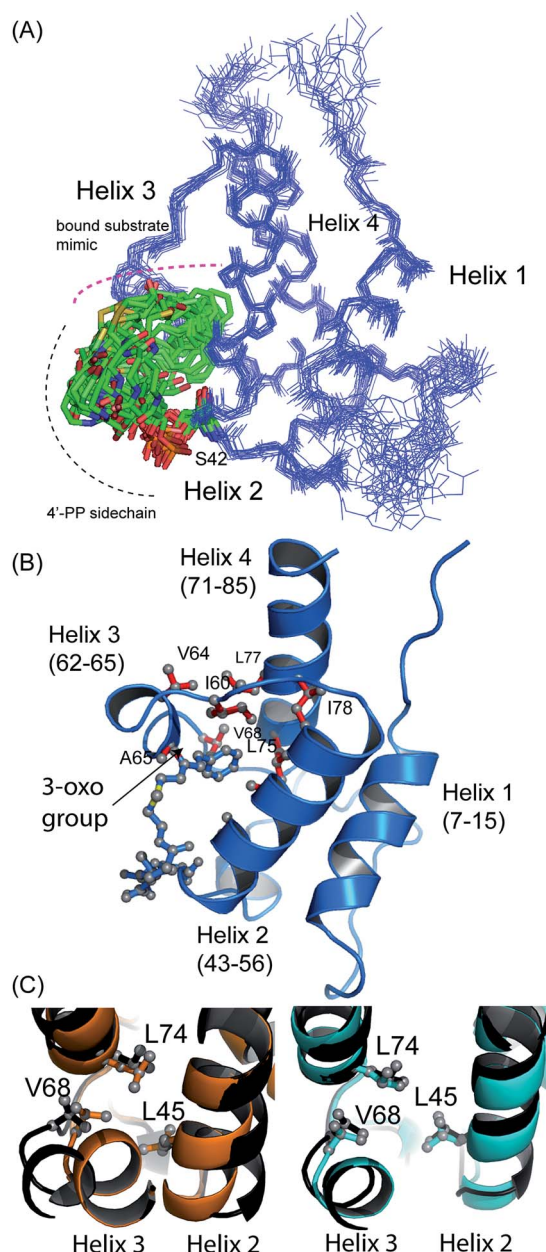 (A)
Helix 3
bound substrate
mimic
Helix 4
Helix 1
S42
Helix 2
4'-PP sidechain
(B)
Helix 4
(71-85)
Helix 3
(62-65)
V64
L77
I60
I78
V68
L75
A65
3-oxo
group
Helix 1
(7-15)
Helix 2
(43-56)
(C)
L74
V68
L45
Helix 3
Helix 2
L74
V68
L45
Helix 3
Helix 2